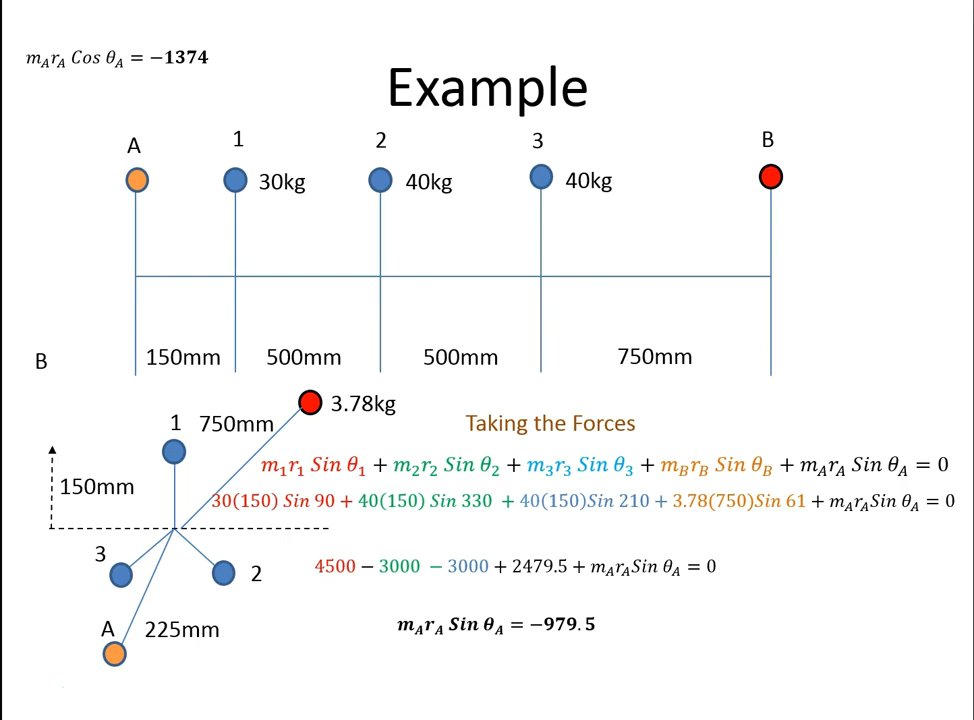 m_A r_A Cos θ_A = −1374
Example
A 1 2 3 B
30kg 40kg 40kg
150mm 500mm 500mm 750mm
B
3.78kg
1 750mm
Taking the Forces
m₁r₁ Sin θ₁ + m₂r₂ Sin θ₂ + m₃r₃ Sin θ₃ + m_B r_B Sin θ_B + m_A r_A Sin θ_A = 0
150mm
30(150) Sin 90 + 40(150) Sin 330 + 40(150)Sin 210 + 3.78(750)Sin 61 + m_A r_A Sin θ_A = 0
3
2
4500 − 3000 − 3000 + 2479.5 + m_A r_A Sin θ_A = 0
A 225mm
m_A r_A Sin θ_A = −979.5